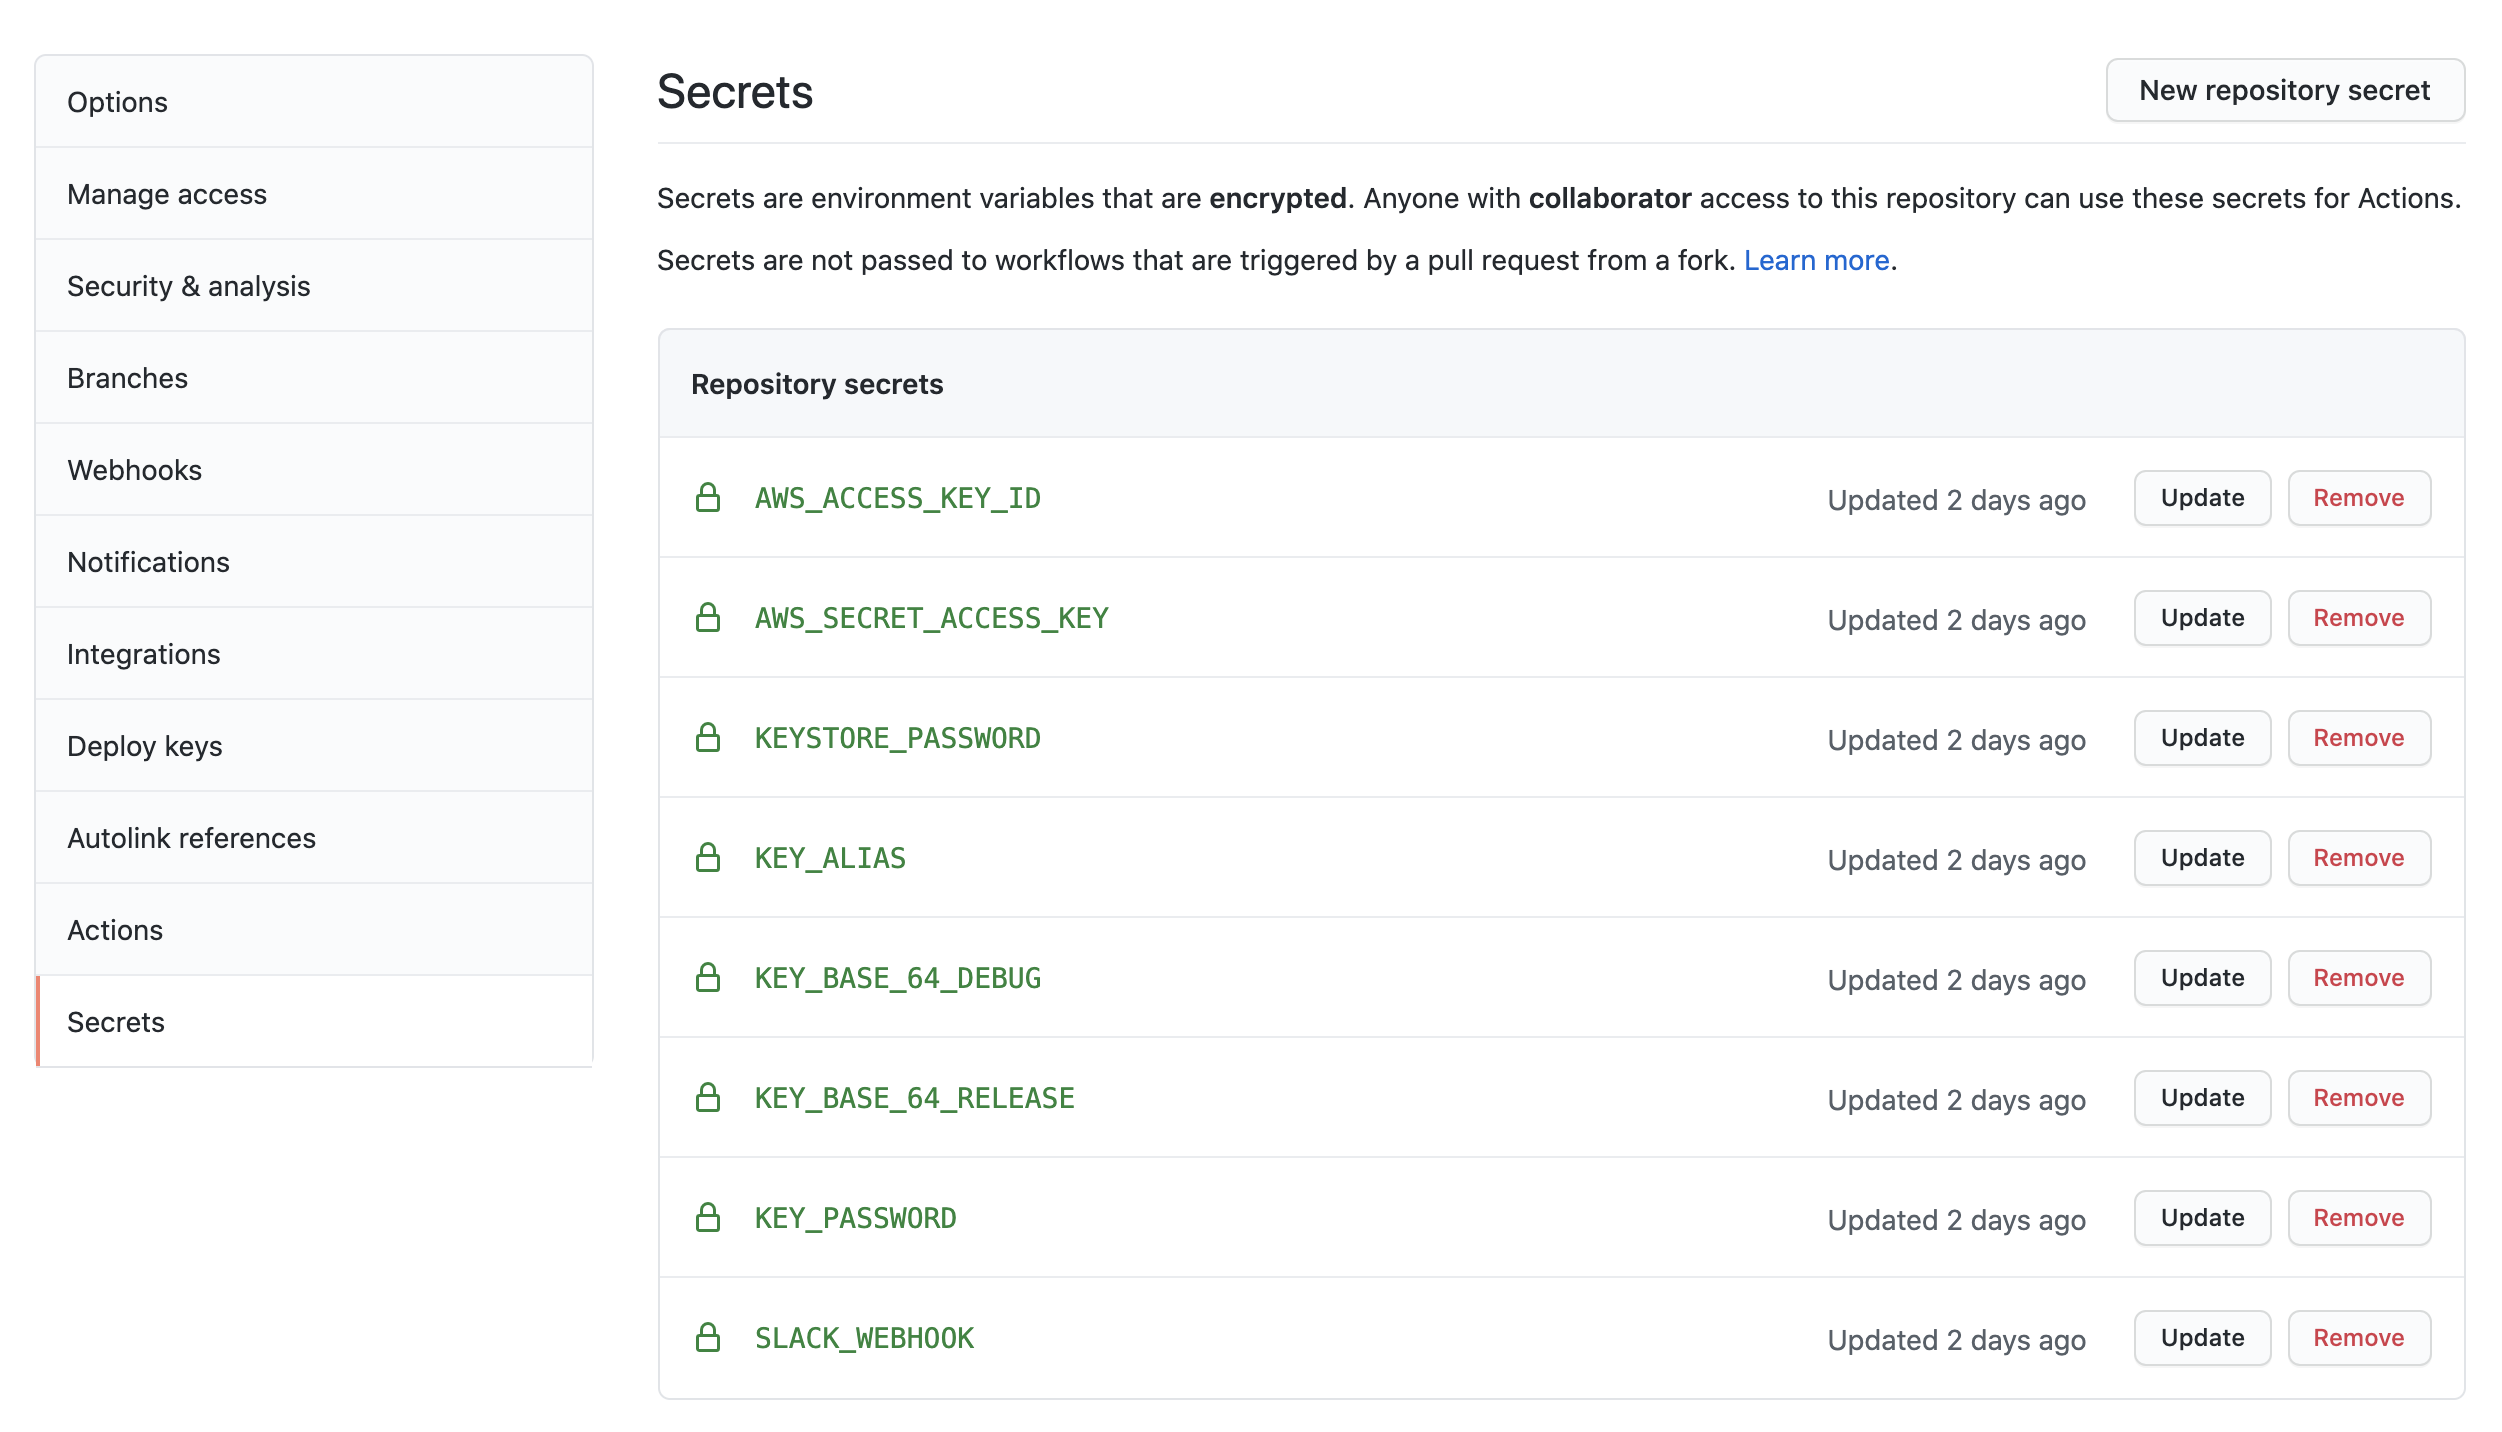 Options
Manage access
Security & analysis
Branches
Webhooks
Notifications
Integrations
Deploy keys
Autolink references
Actions
Secrets
Secrets
New repository secret
Secrets are environment variables that are encrypted. Anyone with collaborator access to this repository can use these secrets for Actions.
Secrets are not passed to workflows that are triggered by a pull request from a fork. Learn more.
Repository secrets
AWS_ACCESS_KEY_ID Updated 2 days ago Update Remove
AWS_SECRET_ACCESS_KEY Updated 2 days ago Update Remove
KEYSTORE_PASSWORD Updated 2 days ago Update Remove
KEY_ALIAS Updated 2 days ago Update Remove
KEY_BASE_64_DEBUG Updated 2 days ago Update Remove
KEY_BASE_64_RELEASE Updated 2 days ago Update Remove
KEY_PASSWORD Updated 2 days ago Update Remove
SLACK_WEBHOOK Updated 2 days ago Update Remove